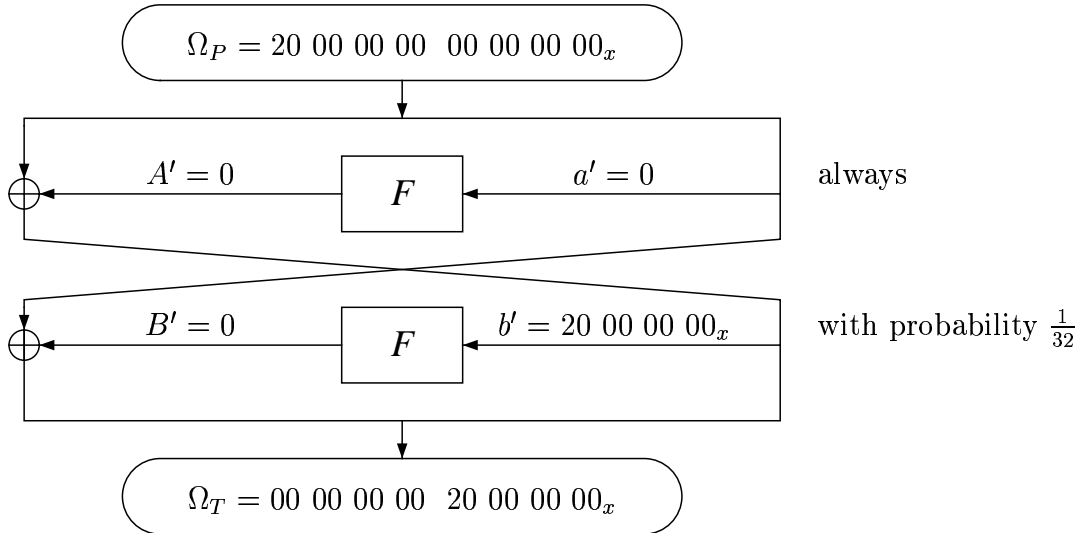 Ω_P = 20 00 00 00 00 00 00 00_x
A′ = 0 F a′ = 0 always
B′ = 0 F b′ = 20 00 00 00_x with probability 1/32
Ω_T = 00 00 00 00 20 00 00 00_x